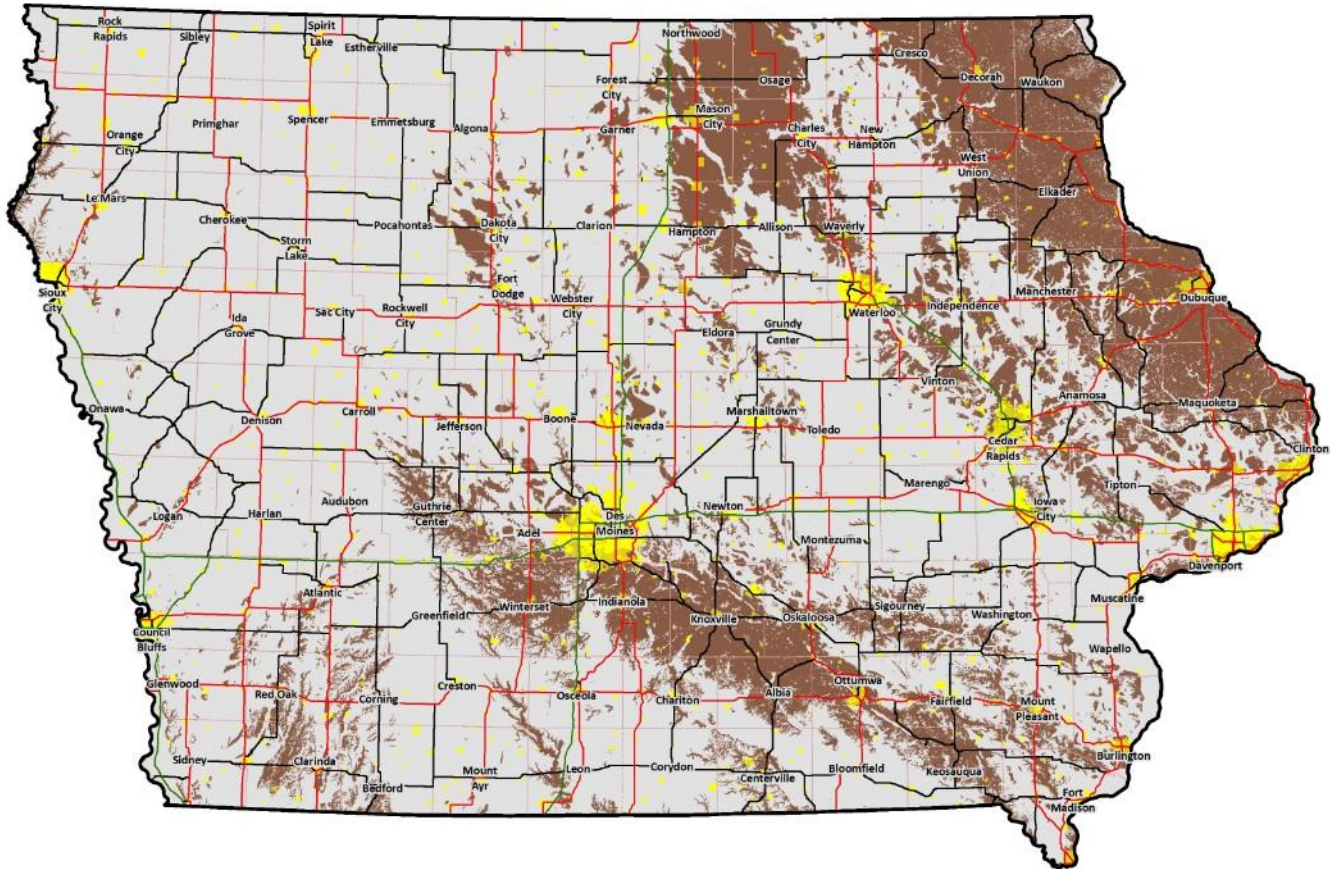 Rock
Rapids
Sibley
Spirit
Lake
Estherville
Northwood
Cresco
Decorah
Waukon
Forest
City
Osage
Orange
City
Primghar
Spencer
Emmetsburg
Algona
Garner
Mason
City
Charles
City
New
Hampton
West
Union
Elkader
Le Mars
Cherokee
Storm
Lake
Pocahontas
Dakota
City
Clarion
Hampton
Allison
Waverly
Sioux
City
Ida
Grove
Sac City
Rockwell
City
Fort
Dodge
Webster
City
Eldora
Grundy
Center
Waterloo
Independence
Manchester
Dubuque
Onawa
Denison
Carroll
Jefferson
Boone
Nevada
Marshalltown
Toledo
Vinton
Cedar
Rapids
Anamosa
Maquoketa
Clinton
Logan
Harlan
Audubon
Guthrie
Center
Adel
Des
Moines
Newton
Montezuma
Marengo
Iowa
City
Tipton
Davenport
Council
Bluffs
Atlantic
Greenfield
Winterset
Indianola
Knoxville
Oskaloosa
Sigourney
Washington
Muscatine
Wapello
Glenwood
Red Oak
Corning
Creston
Osceola
Chariton
Albia
Ottumwa
Fairfield
Mount
Pleasant
Burlington
Sidney
Clarinda
Bedford
Mount
Ayr
Leon
Corydon
Centerville
Bloomfield
Keosauqua
Fort
Madison